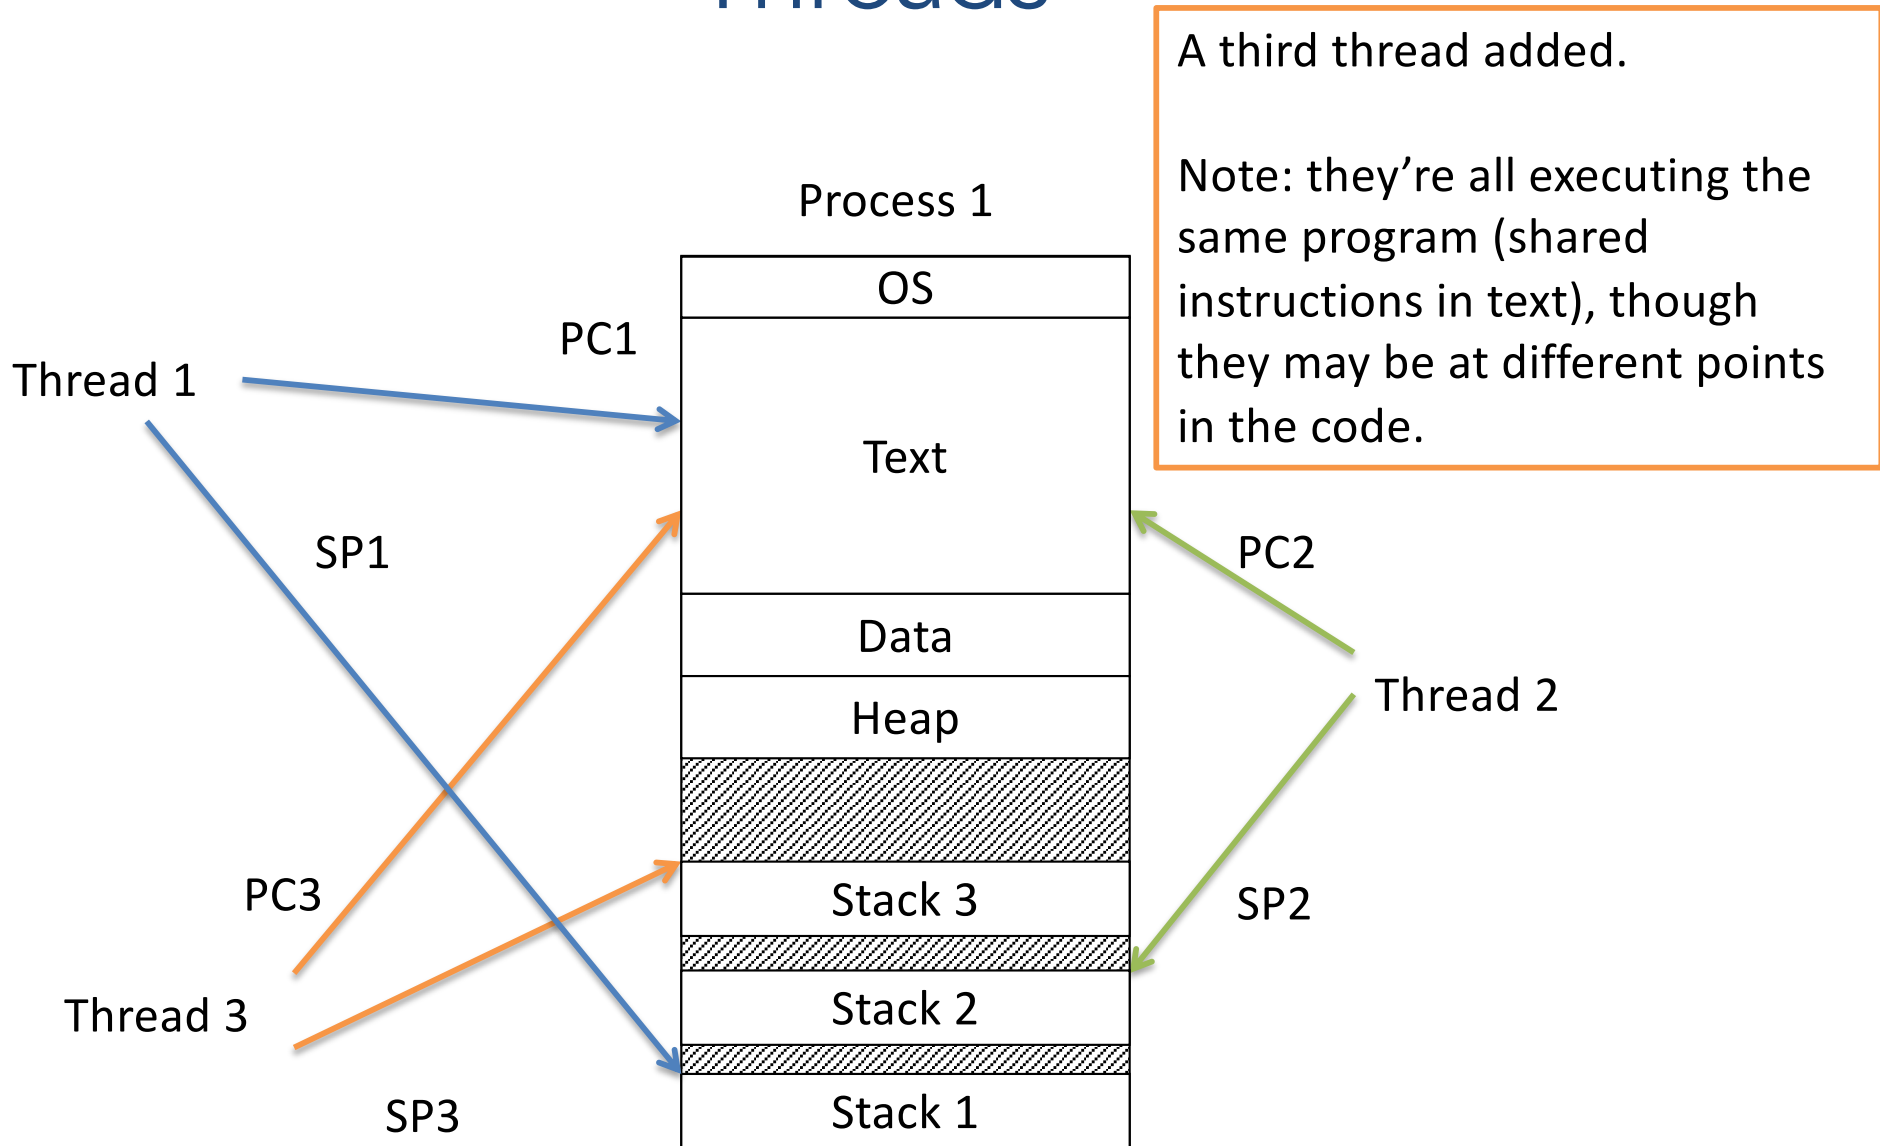 Threads
A third thread added.
Note: they’re all executing the
same program (shared
instructions in text), though
they may be at different points
in the code.
Process 1
OS
PC1
Thread 1
Text
SP1
PC2
Data
Thread 2
Heap
PC3
Stack 3
SP2
Thread 3
Stack 2
SP3
Stack 1